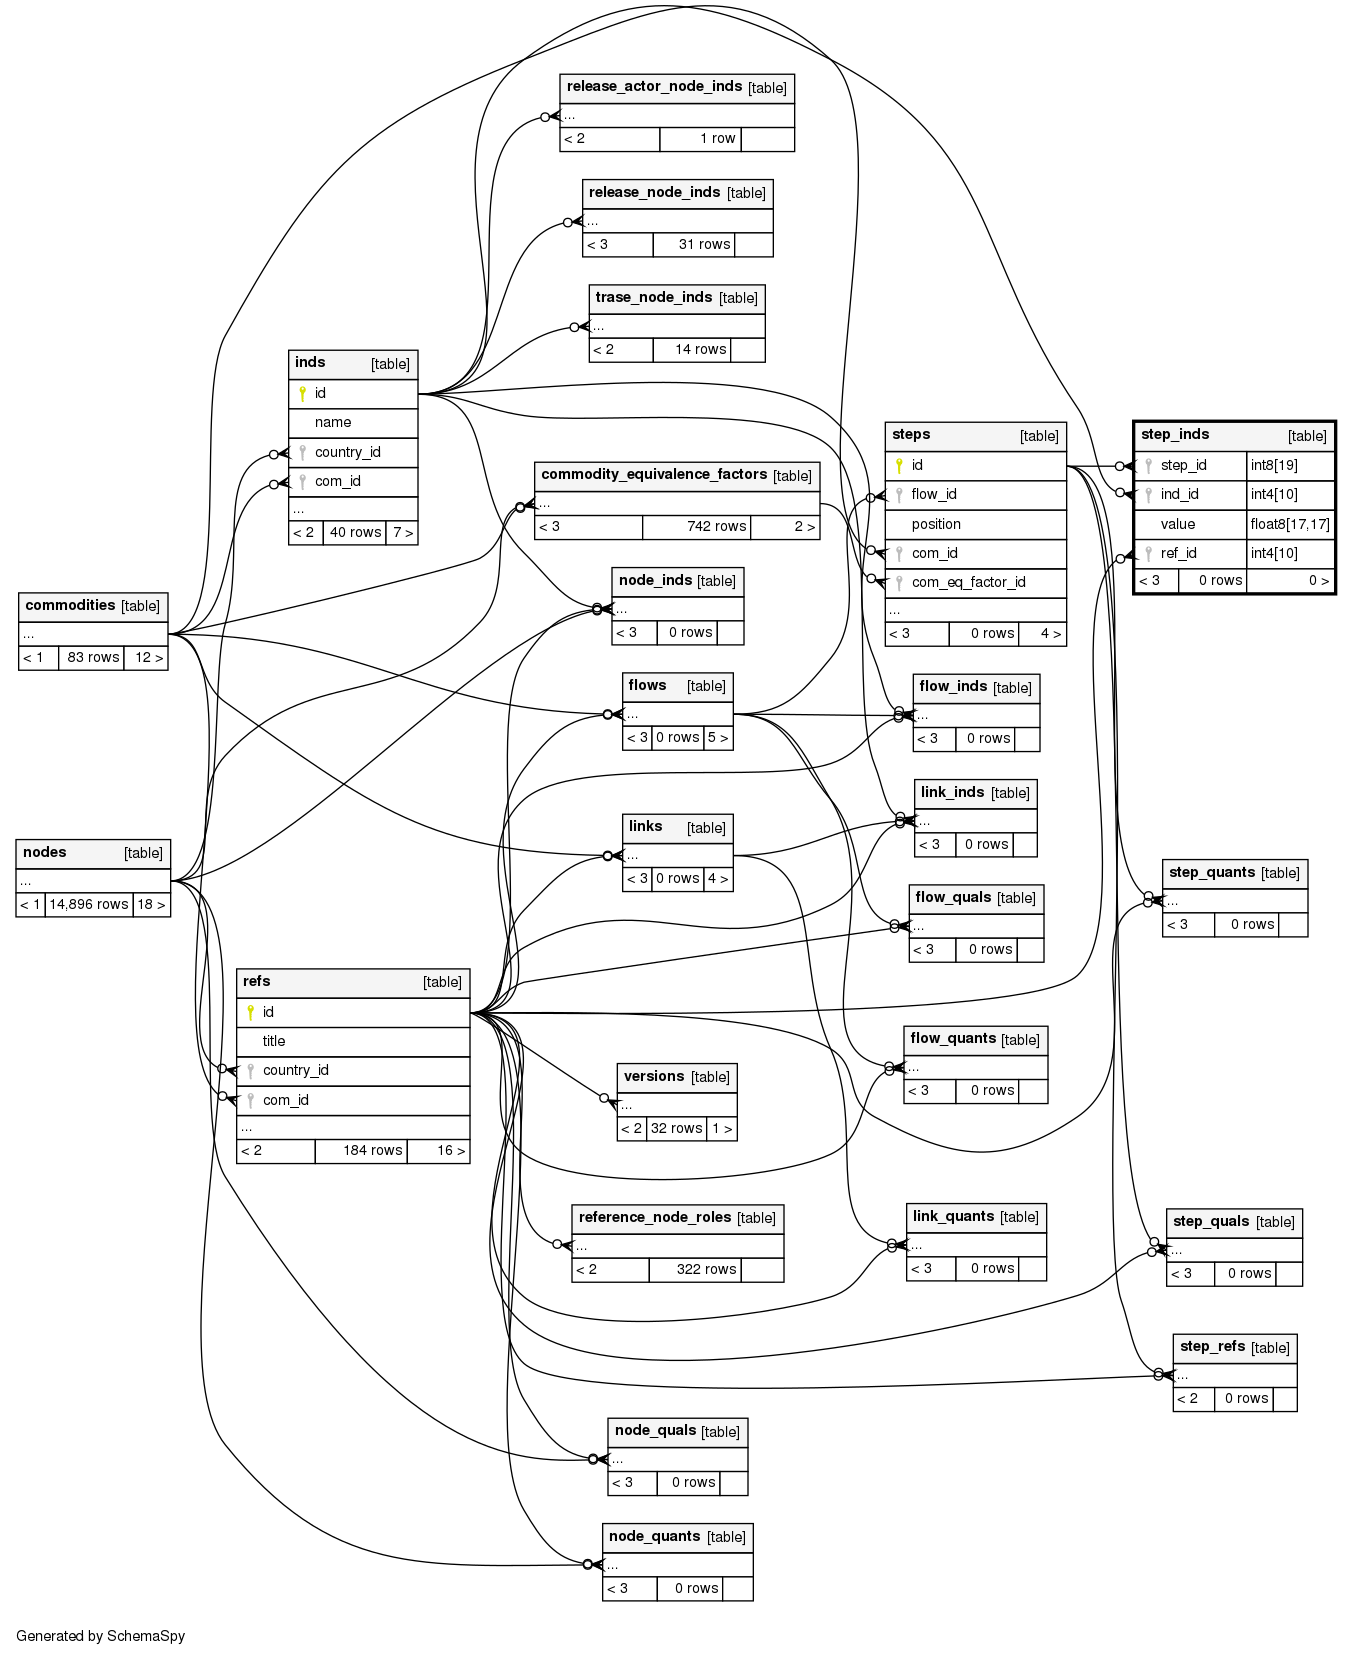 release_actor_node_inds [table]
...
< 2 1 row
release_node_inds [table]
...
< 3 31 rows
trase_node_inds [table]
...
< 2 14 rows
inds [table]
id
name
country_id
com_id
...
< 2 40 rows 7 >
commodity_equivalence_factors [table]
...
< 3 742 rows 2 >
steps [table]
id
flow_id
position
com_id
com_eq_factor_id
...
< 3 0 rows 4 >
step_inds [table]
step_id int8[19]
ind_id int4[10]
value float8[17,17]
ref_id int4[10]
< 3 0 rows 0 >
commodities [table]
...
< 1 83 rows 12 >
node_inds [table]
...
< 3 0 rows
flows [table]
...
< 3 0 rows 5 >
flow_inds [table]
...
< 3 0 rows
links [table]
...
< 3 0 rows 4 >
link_inds [table]
...
< 3 0 rows
nodes [table]
...
< 1 14,896 rows 18 >
flow_quals [table]
...
< 3 0 rows
step_quants [table]
...
< 3 0 rows
refs [table]
id
title
country_id
com_id
...
< 2 184 rows 16 >
flow_quants [table]
...
< 3 0 rows
versions [table]
...
< 2 32 rows 1 >
reference_node_roles [table]
...
< 2 322 rows
link_quants [table]
...
< 3 0 rows
step_quals [table]
...
< 3 0 rows
step_refs [table]
...
< 2 0 rows
node_quals [table]
...
< 3 0 rows
node_quants [table]
...
< 3 0 rows
Generated by SchemaSpy